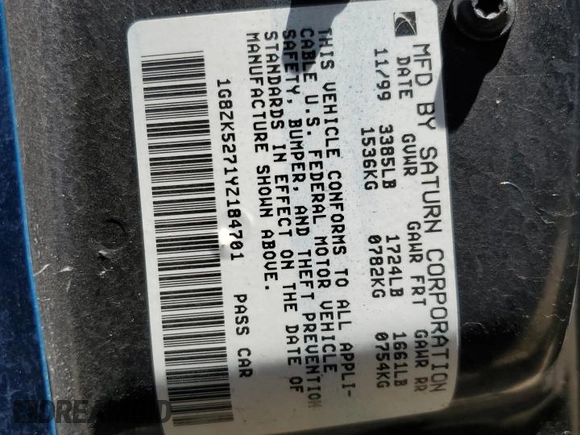 MFD BY SATURN CORPORATION
DATE GVWR GAWR FRT GAWR RR
11/99 3385LB 1724LB 1661LB
1536KG 0782KG 0754KG
THIS VEHICLE CONFORMS TO ALL APPLI-
CABLE U.S. FEDERAL MOTOR VEHICLE
SAFETY, BUMPER, AND THEFT PREVENTION
STANDARDS IN EFFECT ON THE DATE OF
MANUFACTURE SHOWN ABOVE.
1G8ZK5271YZ184701 PASS CAR